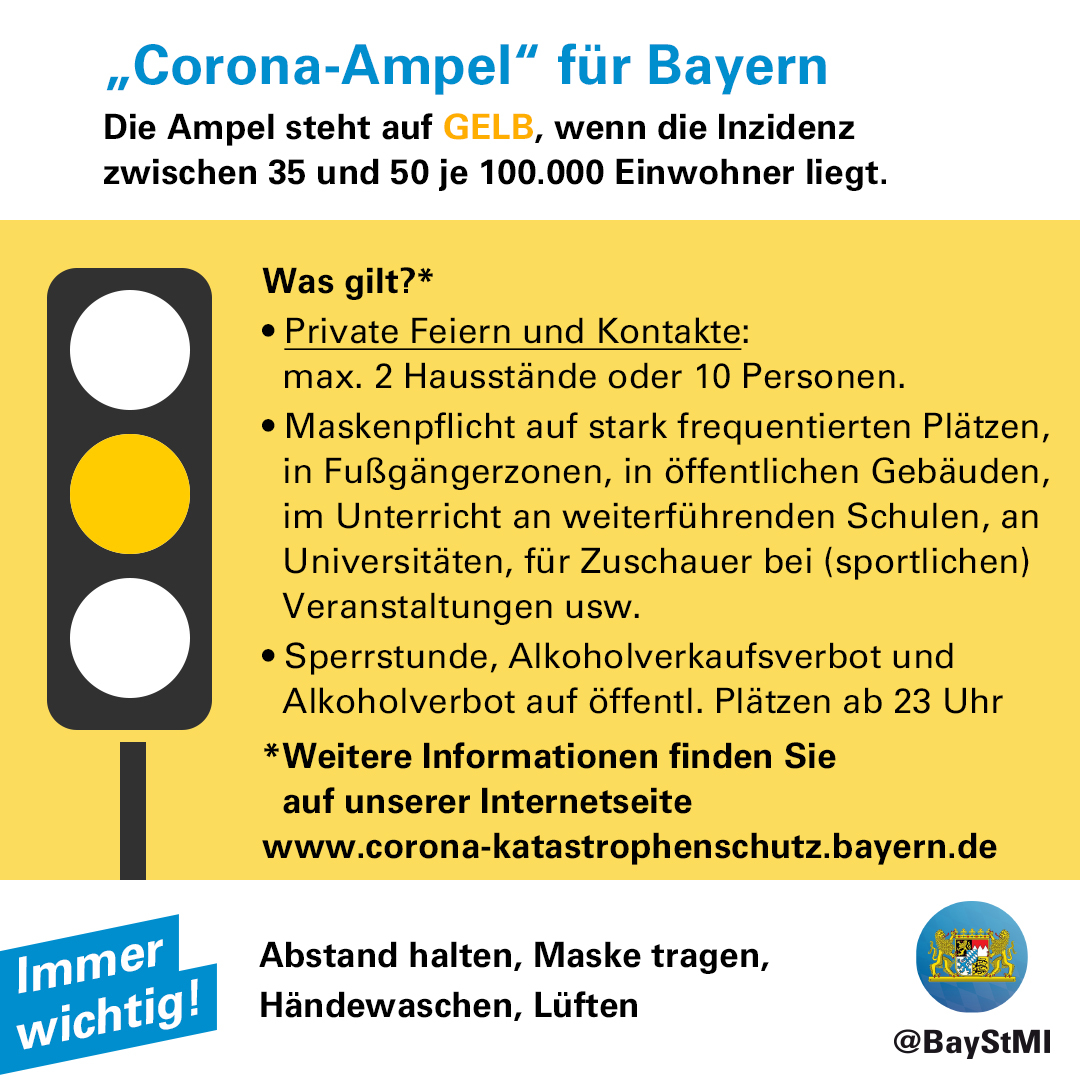 „Corona-Ampel“ für Bayern
Die Ampel steht auf GELB, wenn die Inzidenz
zwischen 35 und 50 je 100.000 Einwohner liegt.
Was gilt?*
• Private Feiern und Kontakte:
max. 2 Hausstände oder 10 Personen.
• Maskenpflicht auf stark frequentierten Plätzen,
in Fußgängerzonen, in öffentlichen Gebäuden,
im Unterricht an weiterführenden Schulen, an
Universitäten, für Zuschauer bei (sportlichen)
Veranstaltungen usw.
• Sperrstunde, Alkoholverkaufsverbot und
Alkoholverbot auf öffentl. Plätzen ab 23 Uhr
*Weitere Informationen finden Sie
auf unserer Internetseite
www.corona-katastrophenschutz.bayern.de
Immer
wichtig!
Abstand halten, Maske tragen,
Händewaschen, Lüften
@BayStMI